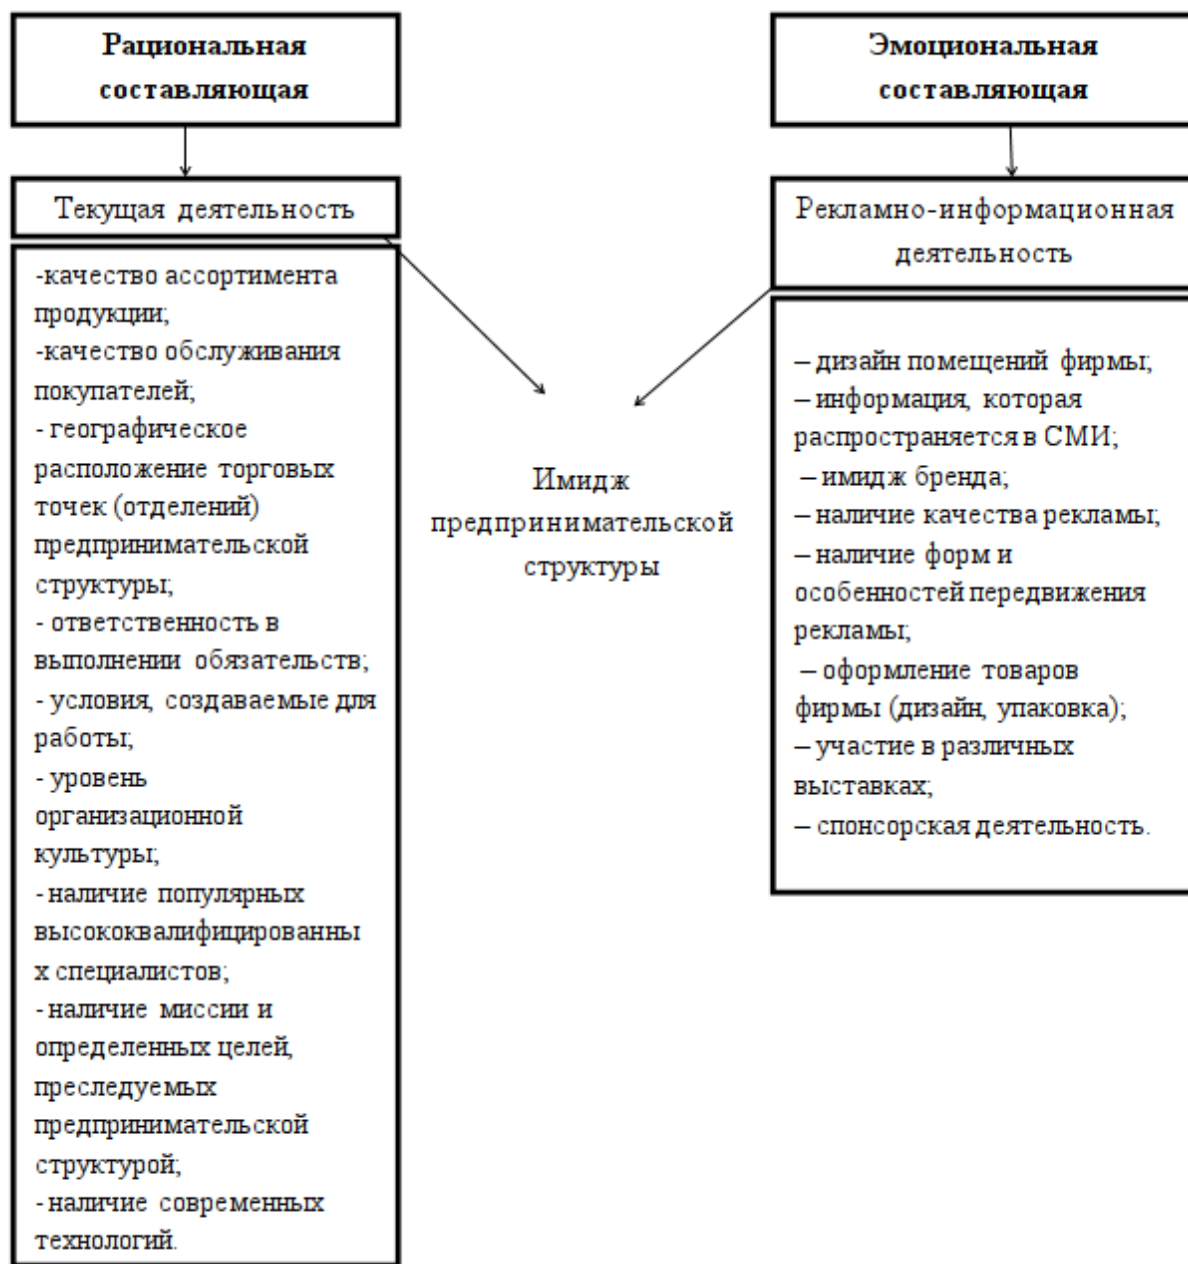 Рациональная
составляющая
Текущая деятельность
-качество ассортимента
продукции;
-качество обслуживания
покупателей;
- географическое
расположение торговых
точек (отделений)
предпринимательской
структуры;
- ответственность в
выполнении обязательств;
- условия, создаваемые для
работы;
- уровень
организационной
культуры;
- наличие популярных
высококвалифицированны
х специалистов;
- наличие миссии и
определенных целей,
преследуемых
предпринимательской
структурой;
- наличие современных
технологий.
Имидж
предпринимательской
структуры
Эмоциональная
составляющая
Рекламно-информационная
деятельность
– дизайн помещений фирмы;
– информация, которая
распространяется в СМИ;
– имидж бренда;
– наличие качества рекламы;
– наличие форм и
особенностей передвижения
рекламы;
– оформление товаров
фирмы (дизайн, упаковка);
– участие в различных
выставках;
– спонсорская деятельность.